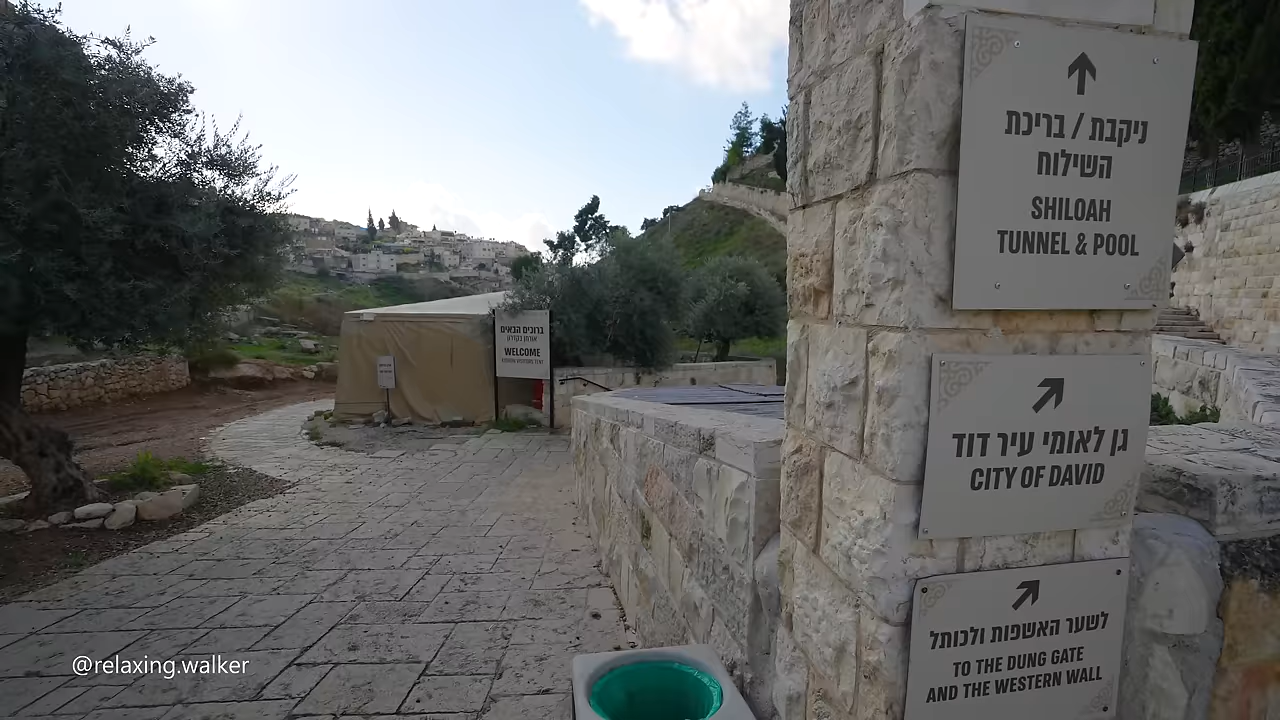 ניקבת / בריכת
השילוח
SHILOAH
TUNNEL & POOL
גן לאומי עיר דוד
CITY OF DAVID
לשער האשפות ולכותל
TO THE DUNG GATE
AND THE WESTERN WALL
ברוכים הבאים
WELCOME
@relaxing.walker